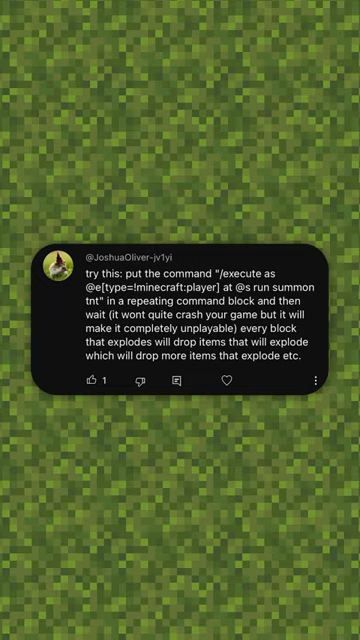 @JoshuaOliver-jv1yi
try this: put the command "/execute as
@e[type=!minecraft:player] at @s run summon
tnt" in a repeating command block and then
wait (it wont quite crash your game but it will
make it completely unplayable) every block
that explodes will drop items that will explode
which will drop more items that explode etc.
1